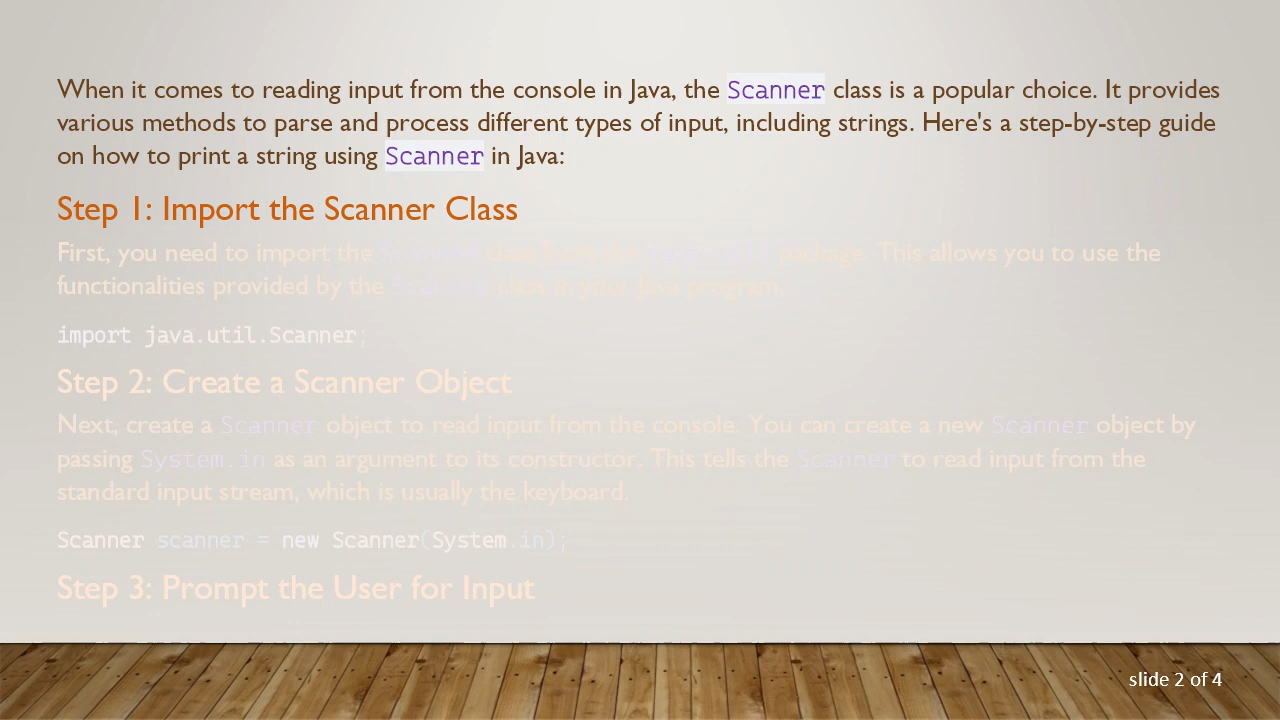 When it comes to reading input from the console in Java, the Scanner class is a popular choice. It provides
various methods to parse and process different types of input, including strings. Here's a step-by-step guide
on how to print a string using Scanner in Java:
Step 1: Import the Scanner Class
First, you need to import the Scanner class from the java.util package. This allows you to use the
functionalities provided by the Scanner class in your Java program.
import java.util.Scanner;
Step 2: Create a Scanner Object
Next, create a Scanner object to read input from the console. You can create a new Scanner object by
passing System.in as an argument to its constructor. This tells the Scanner to read input from the
standard input stream, which is usually the keyboard.
Scanner scanner = new Scanner(System.in);
Step 3: Prompt the User for Input
slide 2 of 4